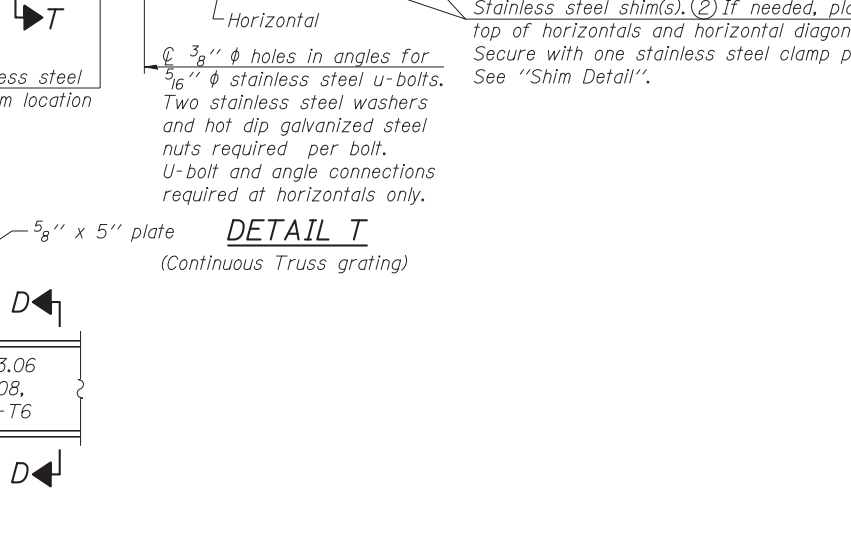 T
ess steel
m location
Horizontal
℄ 3/8'' ϕ holes in angles for
5/16'' ϕ stainless steel u-bolts.
Two stainless steel washers
and hot dip galvanized steel
nuts required per bolt.
U-bolt and angle connections
required at horizontals only.
Stainless steel shim(s). (2) If needed, pla
top of horizontals and horizontal diagon
Secure with one stainless steel clamp p
See ''Shim Detail''.
5/8'' x 5'' plate
DETAIL T
(Continuous Truss grating)
D
3.06
08,
-T6
D